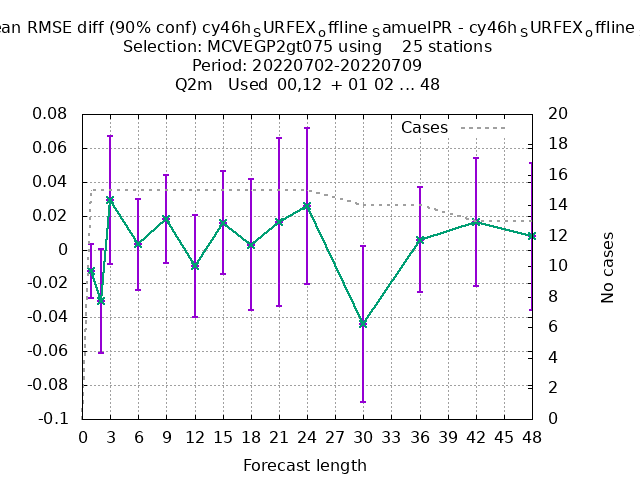 ean RMSE diff (90% conf) cy46h_SURFEX_offline_SamuelPR - cy46h_SURFEX_offline
Selection: MCVEGP2gt075 using 25 stations
Period: 20220702-20220709
Q2m Used 00,12 + 01 02 ... 48
Cases
0.08
0.06
0.04
0.02
0
-0.02
-0.04
-0.06
-0.08
-0.1
20
18
16
14
12
10
8
6
4
2
0
No cases
0 3 6 9 12 15 18 21 24 27 30 33 36 39 42 45 48
Forecast length